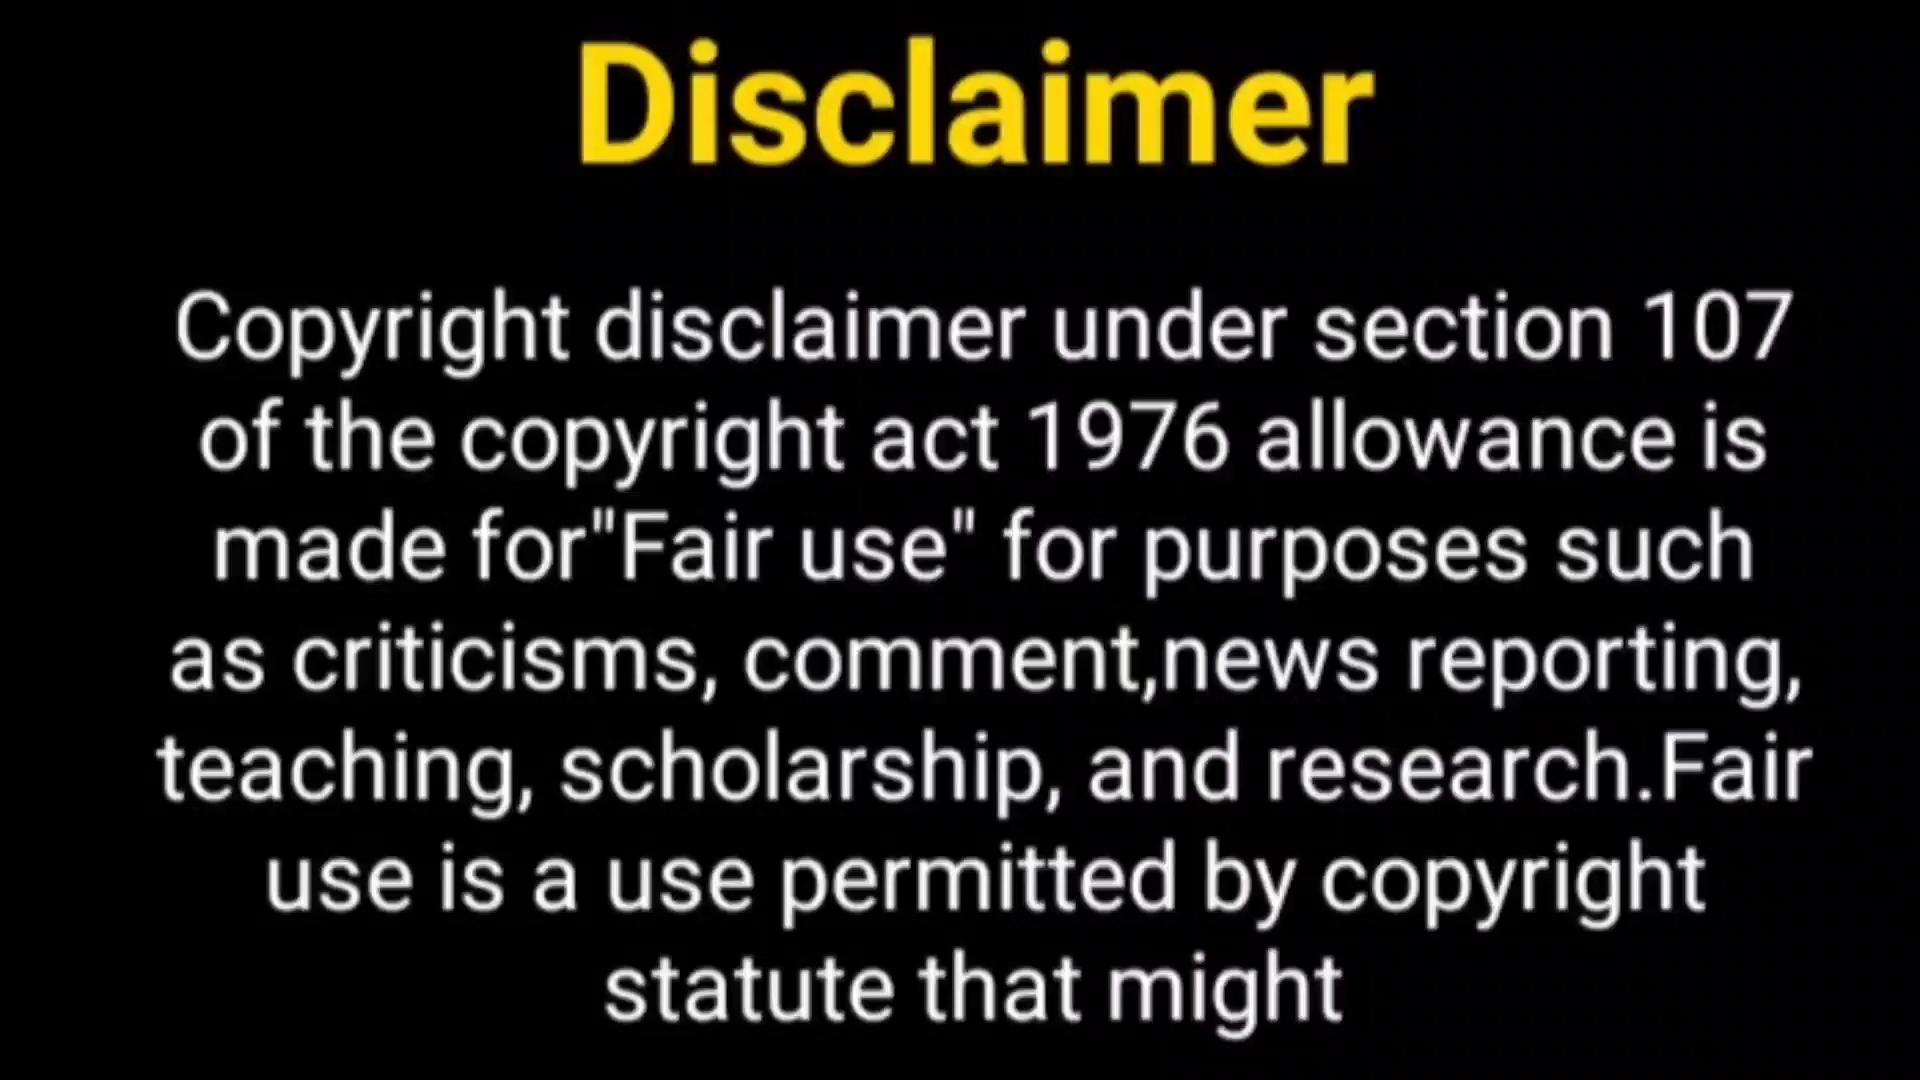 Disclaimer
Copyright disclaimer under section 107
of the copyright act 1976 allowance is
made for"Fair use" for purposes such
as criticisms, comment,news reporting,
teaching, scholarship, and research.Fair
use is a use permitted by copyright
statute that might